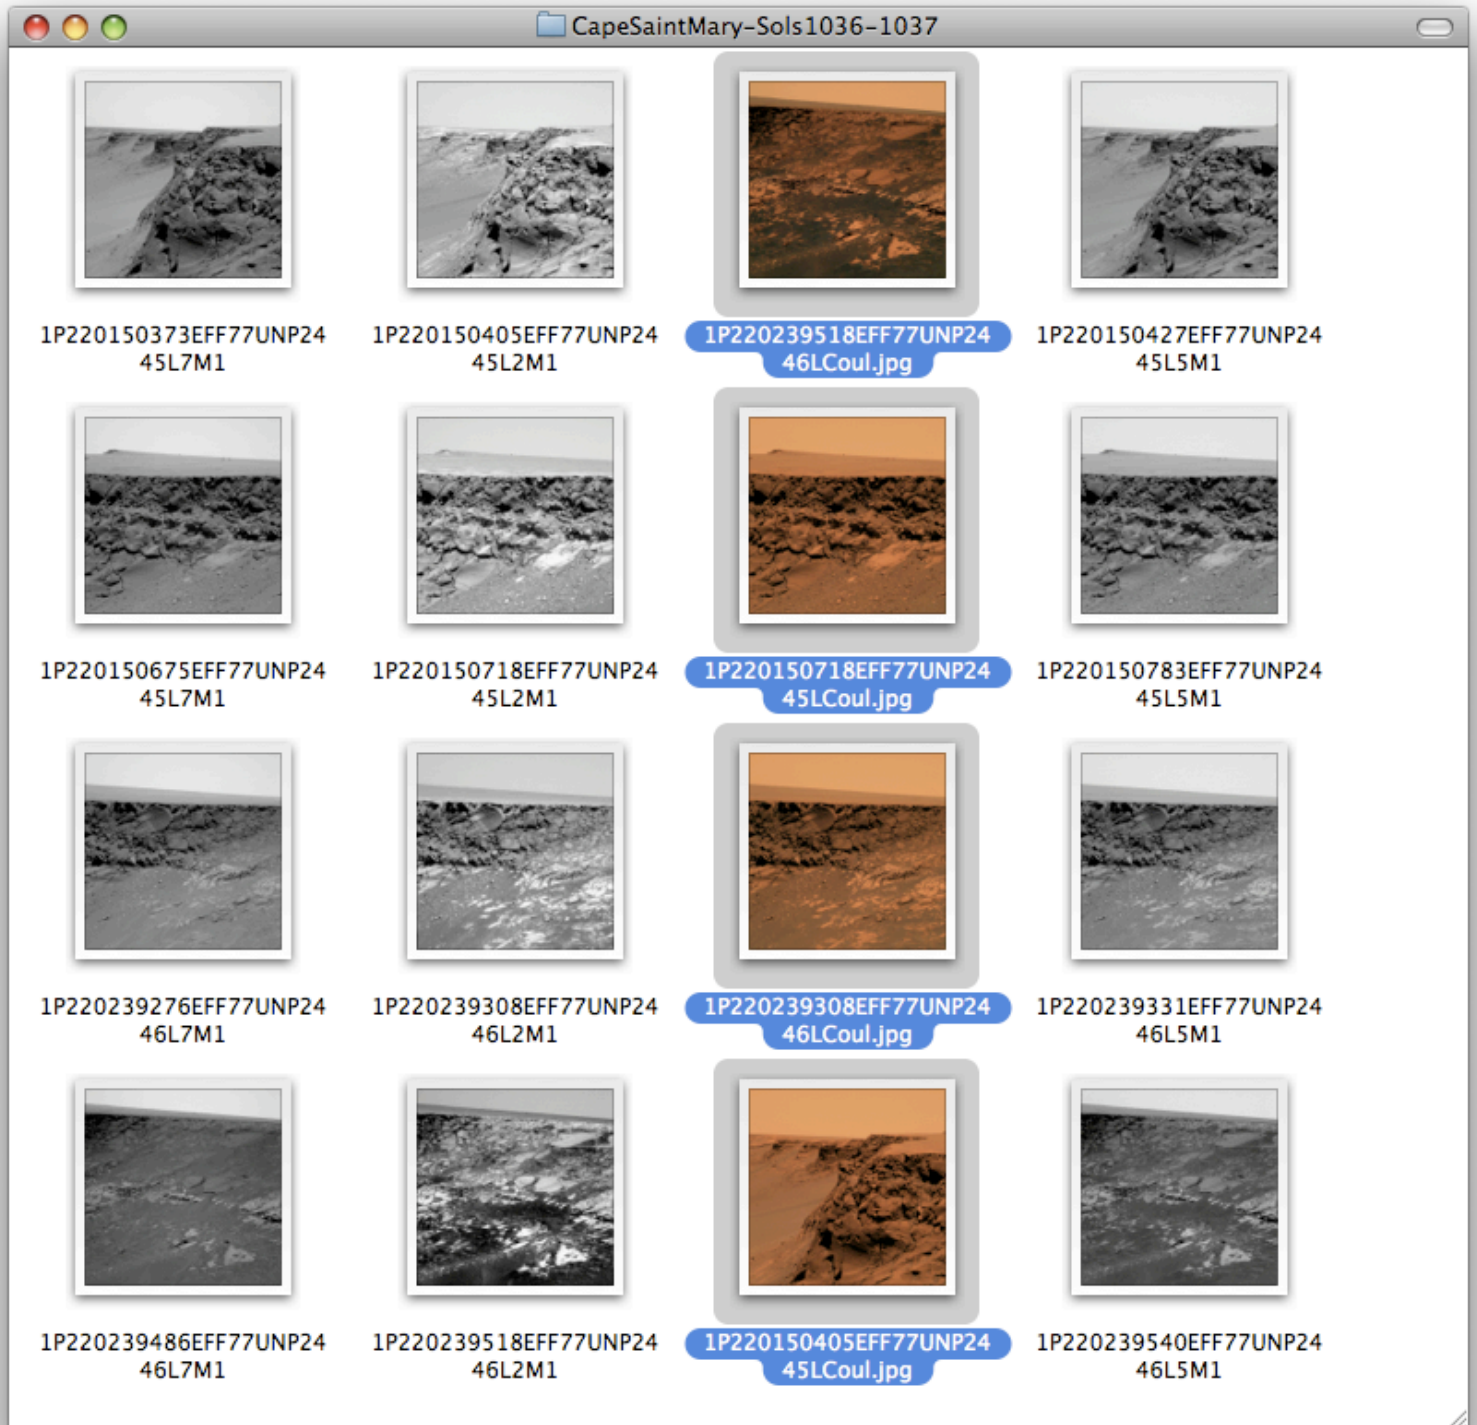 CapeSaintMary-Sols1036-1037
1P220150373EFF77UNP24
45L7M1
1P220150405EFF77UNP24
45L2M1
1P220239518EFF77UNP24
46LCoul.jpg
1P220150427EFF77UNP24
45L5M1
1P220150675EFF77UNP24
45L7M1
1P220150718EFF77UNP24
45L2M1
1P220150718EFF77UNP24
45LCoul.jpg
1P220150783EFF77UNP24
45L5M1
1P220239276EFF77UNP24
46L7M1
1P220239308EFF77UNP24
46L2M1
1P220239308EFF77UNP24
46LCoul.jpg
1P220239331EFF77UNP24
46L5M1
1P220239486EFF77UNP24
46L7M1
1P220239518EFF77UNP24
46L2M1
1P220150405EFF77UNP24
45LCoul.jpg
1P220239540EFF77UNP24
46L5M1